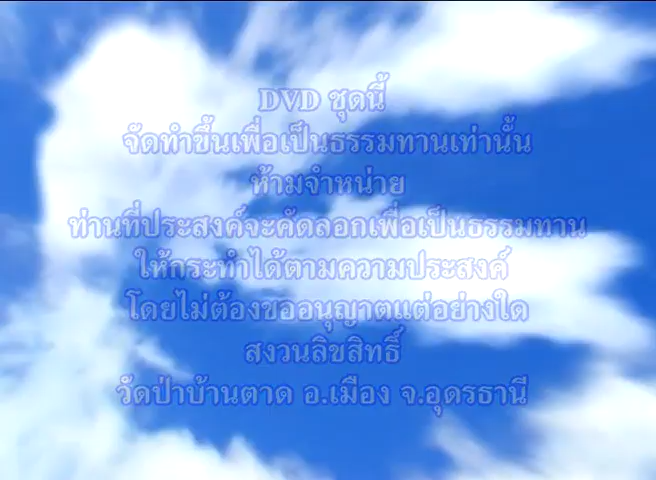 DVD ชุดนี้
จัดทำขึ้นเพื่อเป็นธรรมทานเท่านั้น
ห้ามจำหน่าย
ท่านที่ประสงค์จะคัดลอกเพื่อเป็นธรรมทาน
ให้กระทำได้ตามความประสงค์
โดยไม่ต้องขออนุญาตแต่อย่างใด
สงวนลิขสิทธิ์
วัดป่าบ้านตาด อ.เมือง จ.อุดรธานี